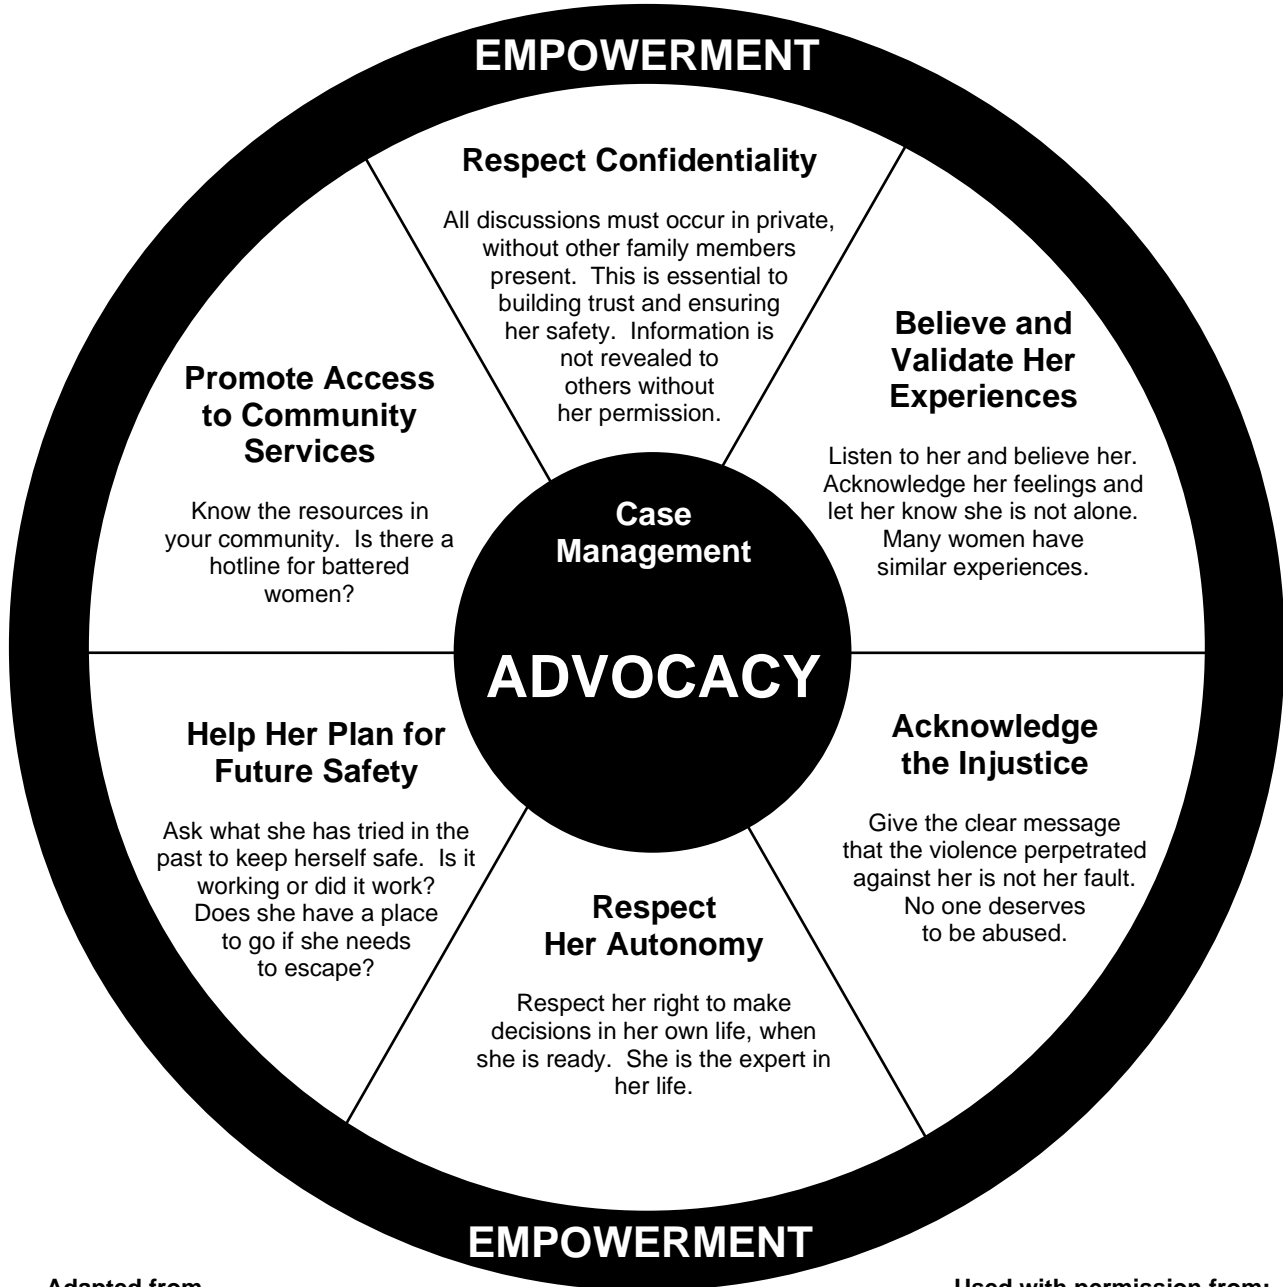 EMPOWERMENT
Respect Confidentiality
All discussions must occur in private,
without other family members
present.  This is essential to
building trust and ensuring
her safety.  Information is
not revealed to
others without
her permission.
Believe and
Validate Her
Experiences
Listen to her and believe her.
Acknowledge her feelings and
let her know she is not alone.
Many women have
similar experiences.
Acknowledge
the Injustice
Give the clear message
that the violence perpetrated
against her is not her fault.
No one deserves
to be abused.
Respect
Her Autonomy
Respect her right to make
decisions in her own life, when
she is ready.  She is the expert in
her life.
Help Her Plan for
Future Safety
Ask what she has tried in the
past to keep herself safe.  Is it
working or did it work?
Does she have a place
to go if she needs
to escape?
Promote Access
to Community
Services
Know the resources in
your community.  Is there a
hotline for battered
women?
Case
Management
ADVOCACY
EMPOWERMENT
Adapted from
Used with permission from: